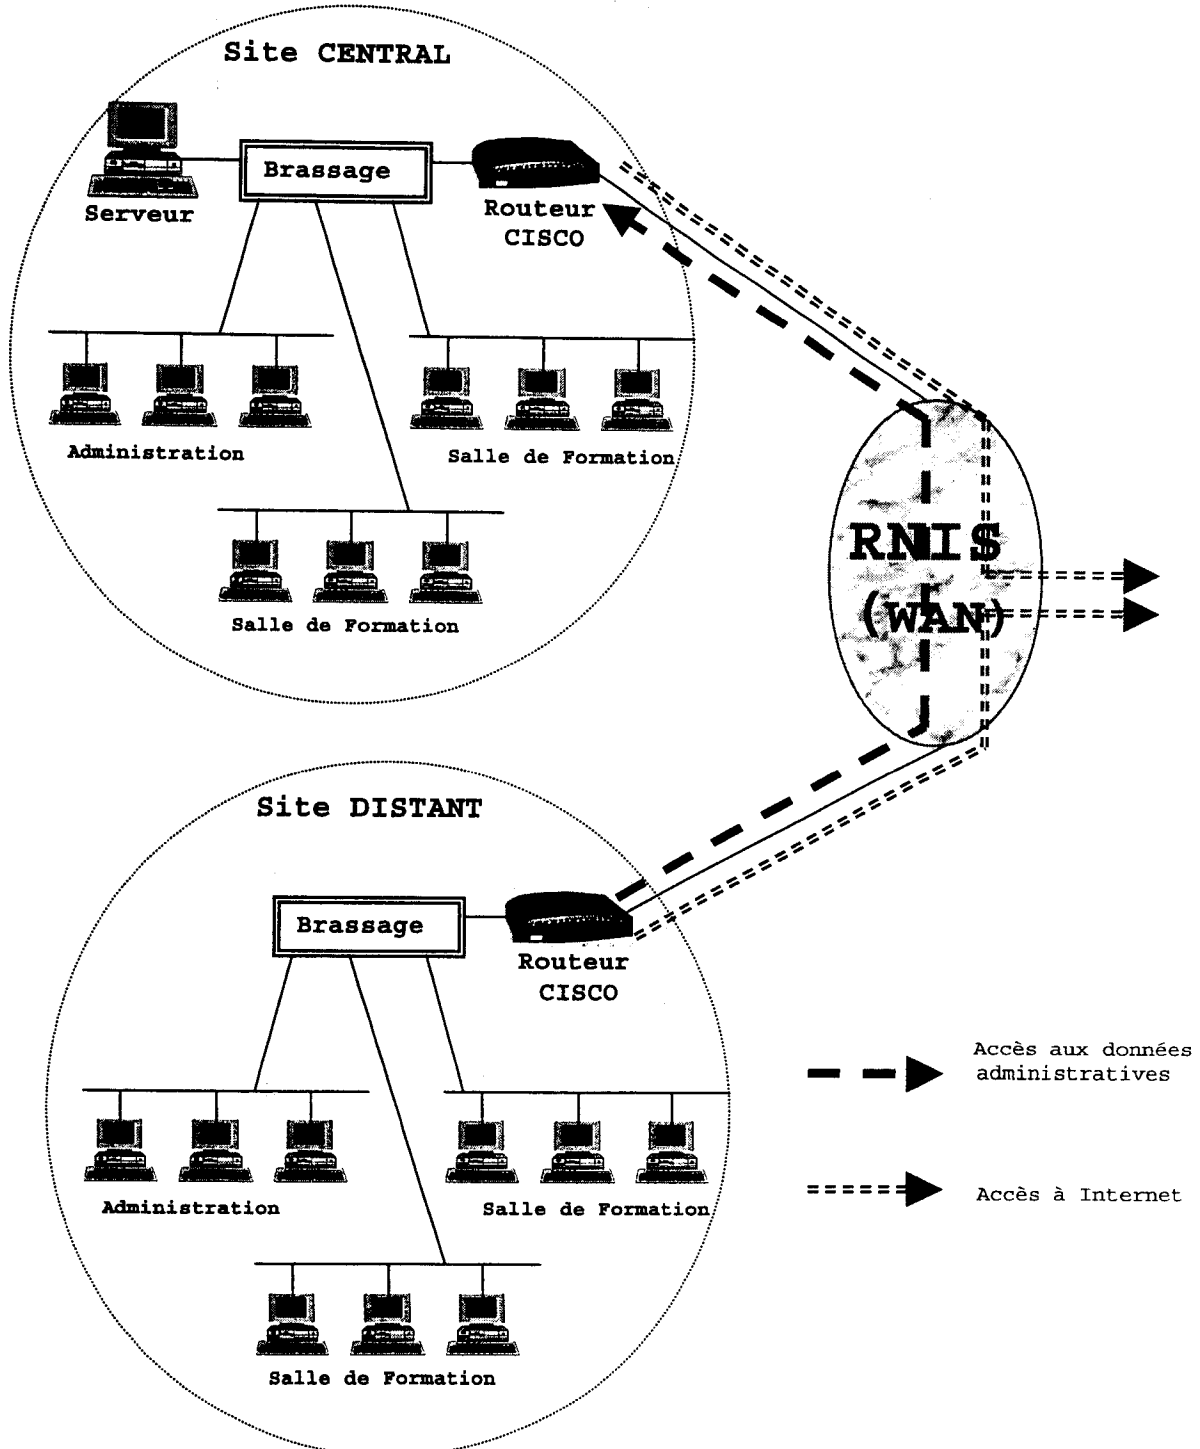 Site CENTRAL
Brassage
Serveur
Routeur
CISCO
Administration
Salle de Formation
Salle de Formation
RNIS
(WAN)
Site DISTANT
Brassage
Routeur
CISCO
Accès aux données
administratives
Accès à Internet
Administration
Salle de Formation
Salle de Formation